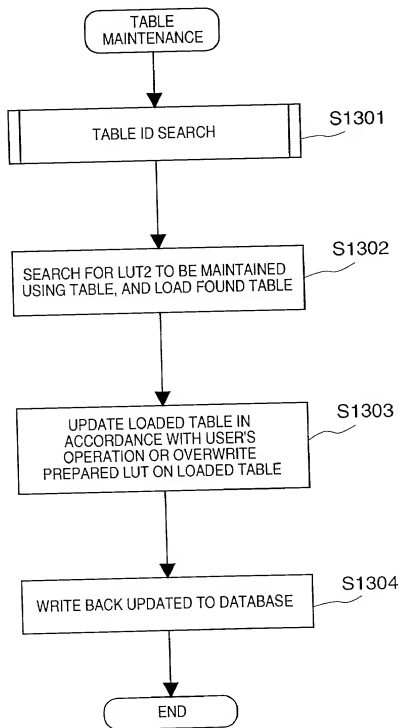 TABLE
MAINTENANCE
S1301
TABLE ID SEARCH
S1302
SEARCH FOR LUT2 TO BE MAINTAINED
USING TABLE, AND LOAD FOUND TABLE
S1303
UPDATE LOADED TABLE IN
ACCORDANCE WITH USER'S
OPERATION OR OVERWRITE
PREPARED LUT ON LOADED TABLE
S1304
WRITE BACK UPDATED TO DATABASE
END